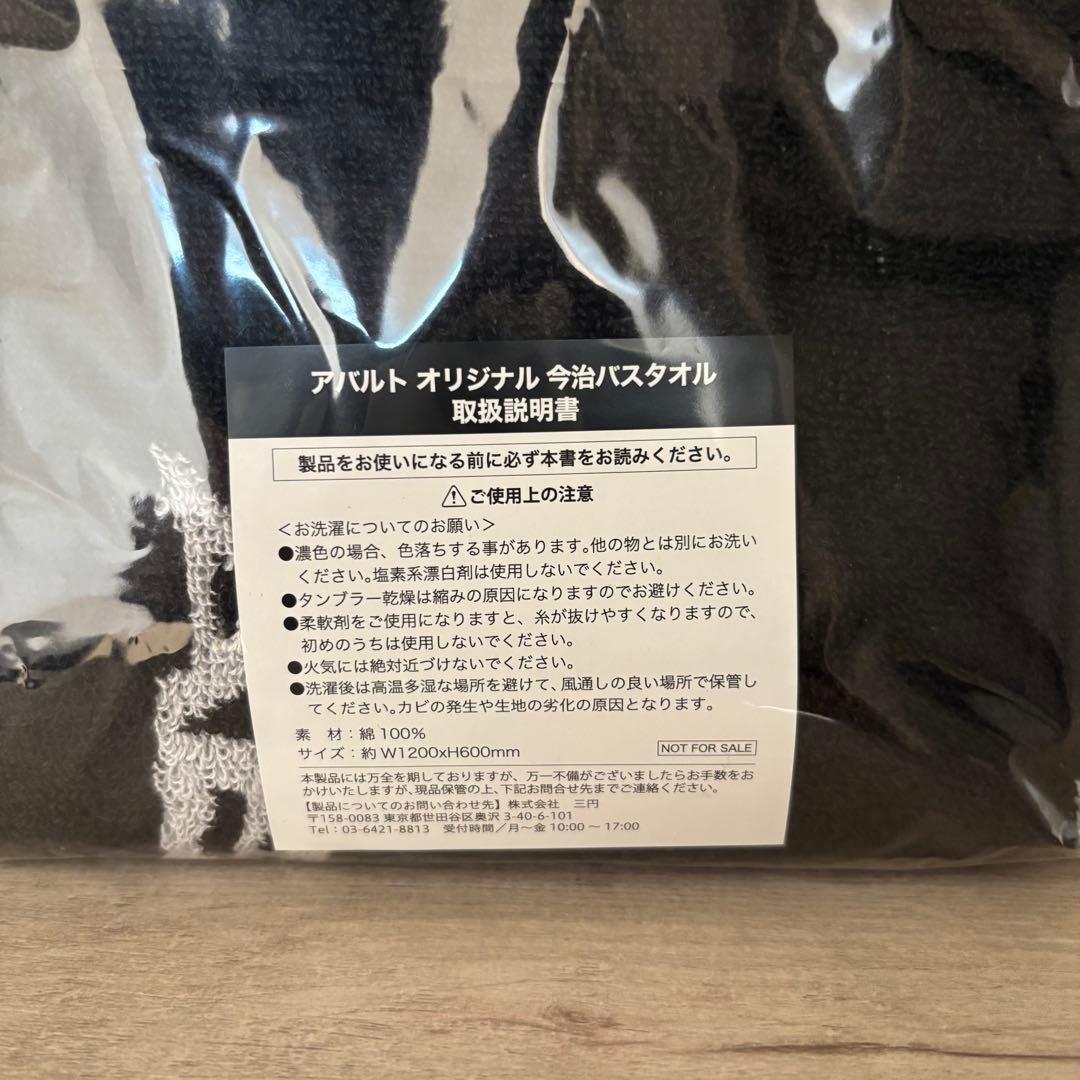 アバルト オリジナル 今治バスタオル
取扱説明書
製品をお使いになる前に必ず本書をお読みください。
⚠ご使用上の注意
＜お洗濯についてのお願い＞
●濃色の場合、色落ちする事があります。他の物とは別にお洗い
ください。塩素系漂白剤は使用しないでください。
●タンブラー乾燥は縮みの原因になりますのでお避けください。
●柔軟剤をご使用になりますと、糸が抜けやすくなりますので、
初めのうちは使用しないでください。
●火気には絶対近づけないでください。
●洗濯後は高温多湿な場所を避けて、風通しの良い場所で保管し
てください。カビの発生や生地の劣化の原因となります。
素 材：綿 100%
サイズ：約 W1200xH600mm
NOT FOR SALE
本製品には万全を期しておりますが、万一不備がございましたらお手数をお
かけいたしますが、現品保管の上、下記お問合せ先までご連絡ください。
【製品についてのお問い合わせ先】株式会社 三円
〒158-0083 東京都世田谷区奥沢 3-40-6-101
Tel：03-6421-8813 受付時間／月〜金 10:00 〜 17:00